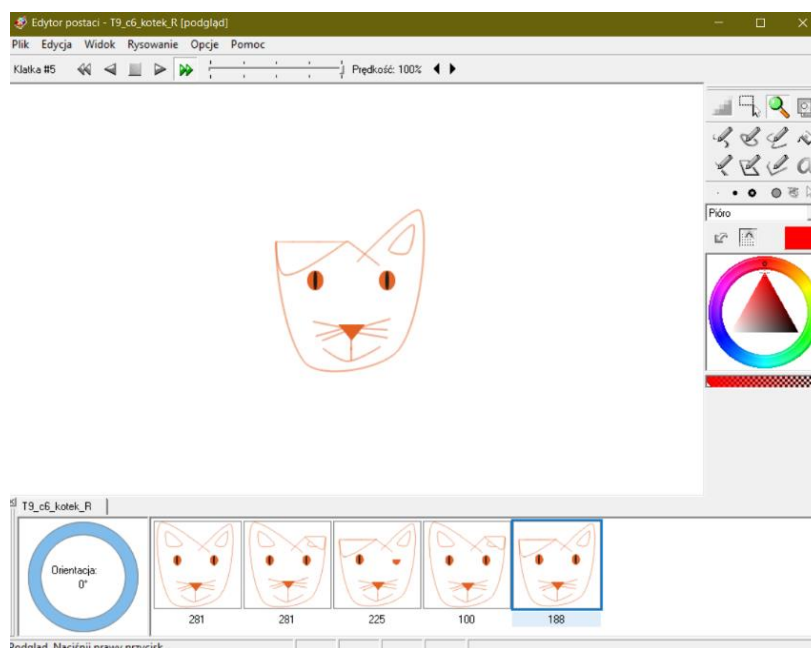 Edytor postaci - T9_c6_kotek_R [podgląd]
Plik Edycja Widok Rysowanie Opcje Pomoc
Klatka #5 Prędkość: 100%
Pióro
T9_c6_kotek_R
Orientacja:
0°
281 281 225 100 188
Podgląd. Naciśnij prawy przycisk